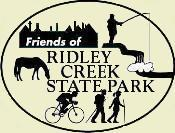 Friends of
RIDLEY
CREEK
STATE PARK